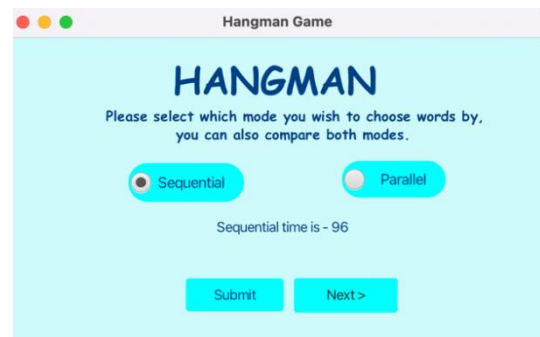 Hangman Game
HANGMAN
Please select which mode you wish to choose words by,
you can also compare both modes.
Sequential
Parallel
Sequential time is - 96
Submit
Next >